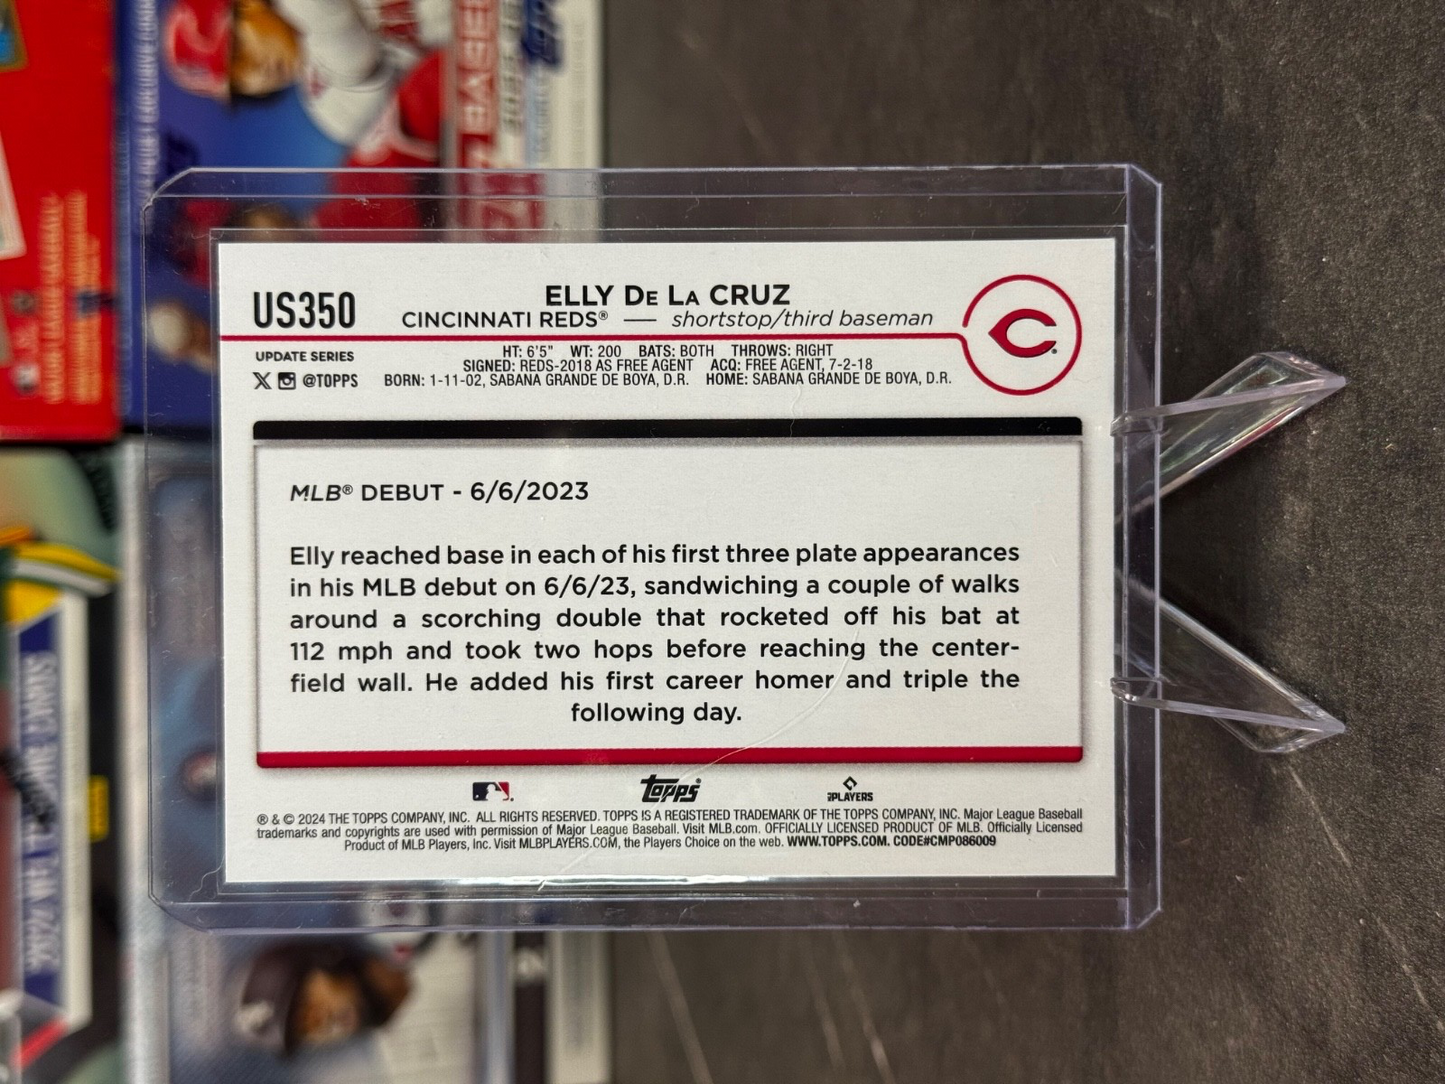 US350
ELLY DE LA CRUZ
CINCINNATI REDS® — shortstop/third baseman
UPDATE SERIES
@TOPPS
HT: 6'5" WT: 200 BATS: BOTH THROWS: RIGHT
SIGNED: REDS-2018 AS FREE AGENT ACQ: FREE AGENT, 7-2-18
BORN: 1-11-02, SABANA GRANDE DE BOYA, D.R. HOME: SABANA GRANDE DE BOYA, D.R.
C
MLB® DEBUT - 6/6/2023
Elly reached base in each of his first three plate appearances
in his MLB debut on 6/6/23, sandwiching a couple of walks
around a scorching double that rocketed off his bat at
112 mph and took two hops before reaching the center-
field wall. He added his first career homer and triple the
following day.
Topps®
PLAYERS
® & © 2024 THE TOPPS COMPANY, INC. ALL RIGHTS RESERVED. TOPPS IS A REGISTERED TRADEMARK OF THE TOPPS COMPANY, INC. Major League Baseball
trademarks and copyrights are used with permission of Major League Baseball. Visit MLB.com. OFFICIALLY LICENSED PRODUCT OF MLB. Officially Licensed
Product of MLB Players, Inc. Visit MLBPLAYERS.COM, the Players Choice on the web. WWW.TOPPS.COM. CODE#CMP086009